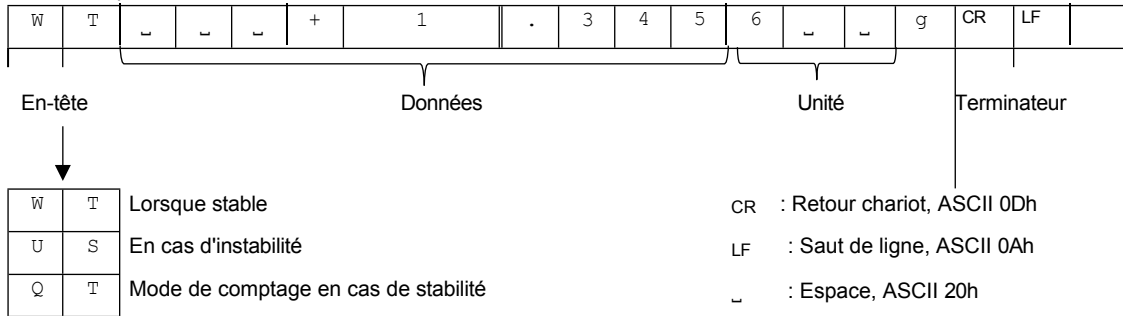 W T ␣ ␣ ␣ + 1 . 3 4 5 6 ␣ ␣ g CR LF
En-tête Données Unité Terminateur
W T Lorsque stable
CR : Retour chariot, ASCII 0Dh
U S En cas d'instabilité
LF : Saut de ligne, ASCII 0Ah
Q T Mode de comptage en cas de stabilité
␣ : Espace, ASCII 20h